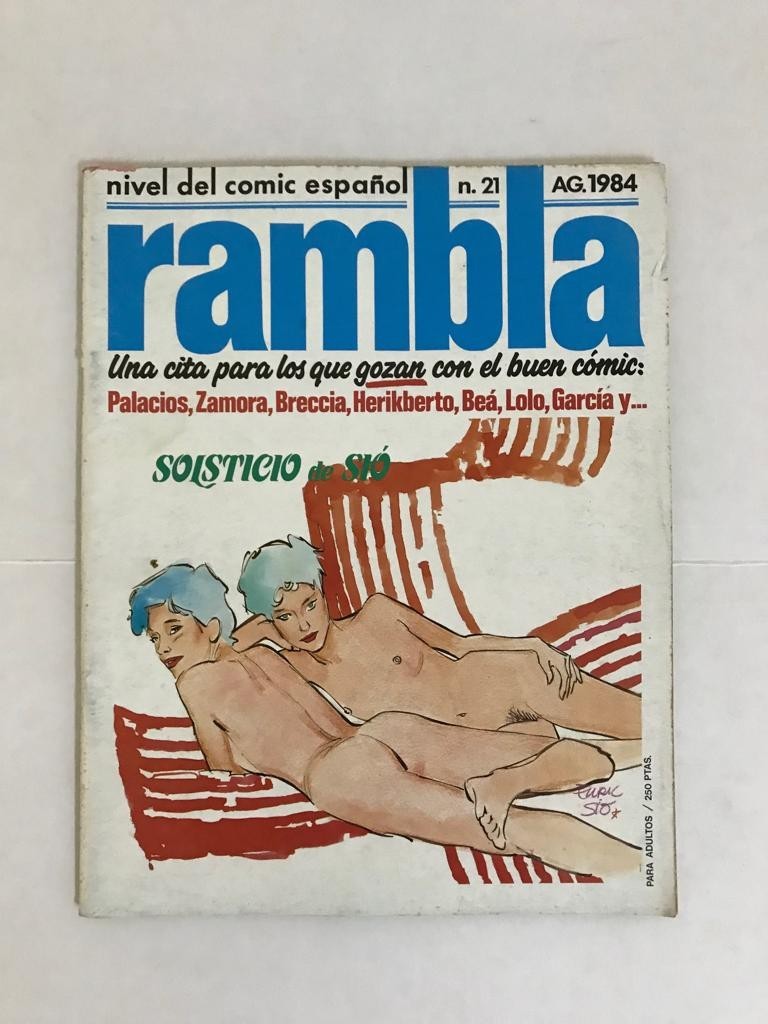 nivel del comic español n. 21 AG.1984
rambla
Una cita para los que gozan con el buen cómic:
Palacios, Zamora, Breccia, Herikberto, Beá, Lolo, García y...
SOLSTICIO de SIÓ
ENRIC
SIÓ
PARA ADULTOS / 250 PTAS.